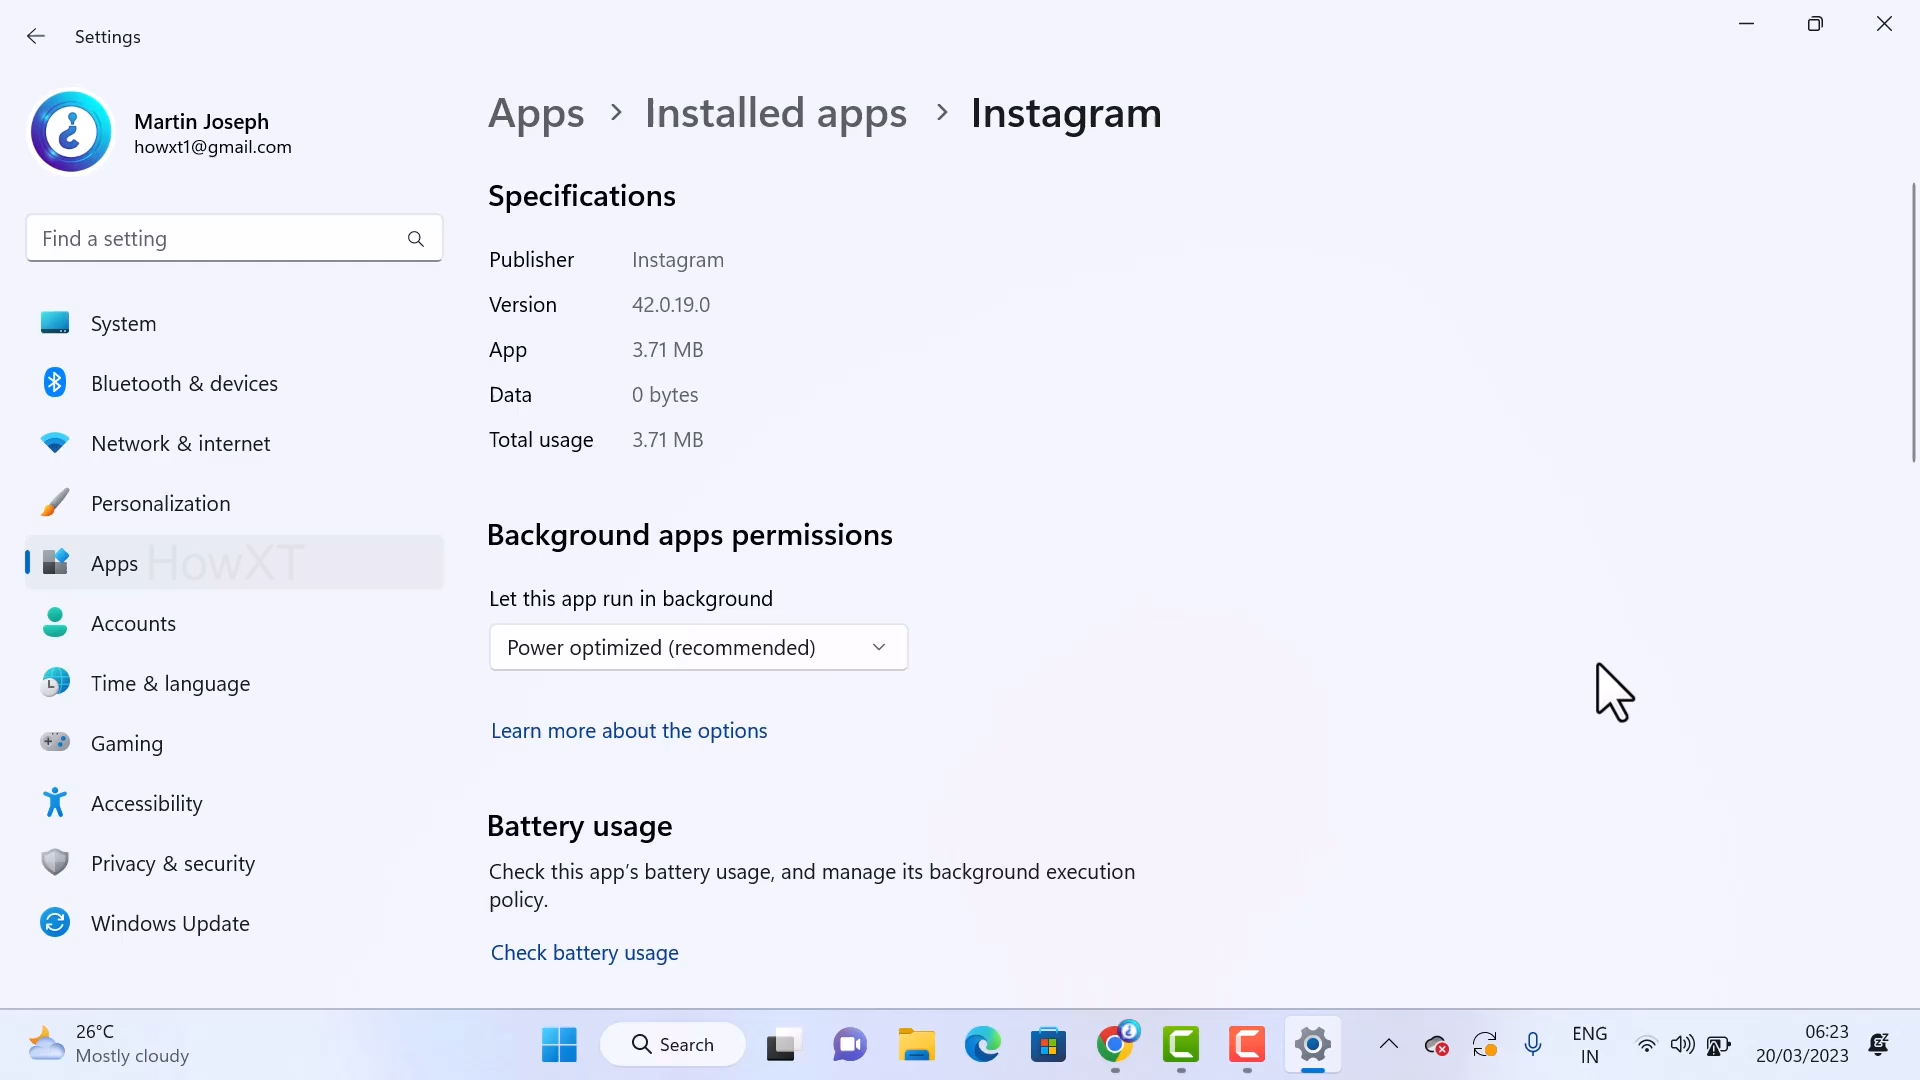 Settings
Martin Joseph
howxt1@gmail.com
Find a setting
System
Bluetooth & devices
Network & internet
Personalization
Apps HowXT
Accounts
Time & language
Gaming
Accessibility
Privacy & security
Windows Update
Apps > Installed apps > Instagram
Specifications
Publisher Instagram
Version 42.0.19.0
App 3.71 MB
Data 0 bytes
Total usage 3.71 MB
Background apps permissions
Let this app run in background
Power optimized (recommended)
Learn more about the options
Battery usage
Check this app's battery usage, and manage its background execution
policy.
Check battery usage
26°C
Mostly cloudy
Search
ENG
IN
06:23
20/03/2023